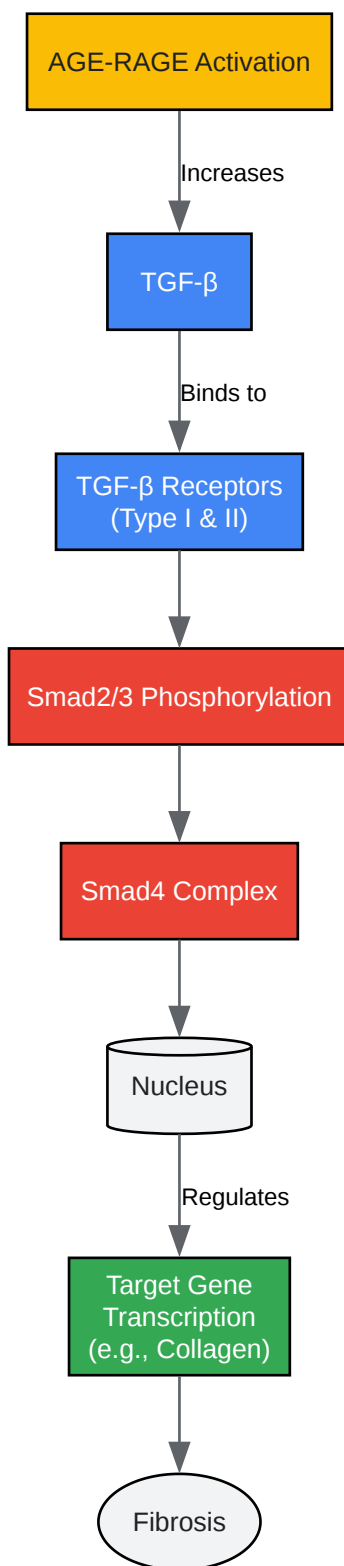 AGE-RAGE Activation
Increases
TGF-β
Binds to
TGF-β Receptors
(Type I & II)
Smad2/3 Phosphorylation
Smad4 Complex
Nucleus
Regulates
Target Gene
Transcription
(e.g., Collagen)
Fibrosis